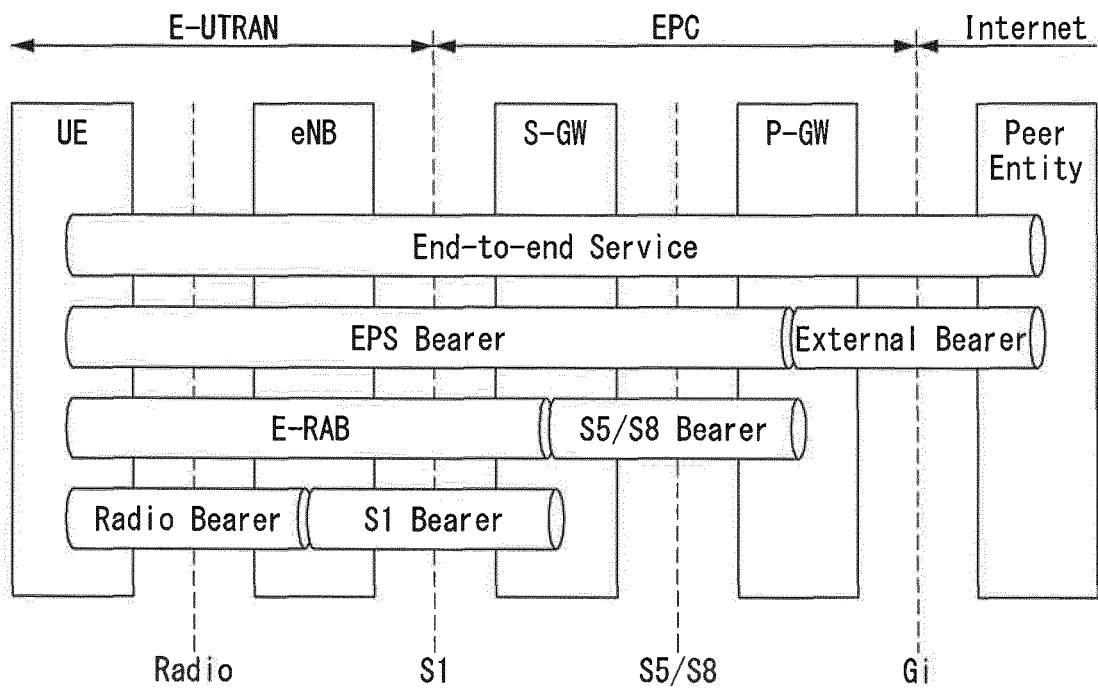 E-UTRAN EPC Internet
UE eNB S-GW P-GW Peer
Entity
End-to-end Service
EPS Bearer External Bearer
E-RAB S5/S8 Bearer
Radio Bearer S1 Bearer
Radio S1 S5/S8 Gi